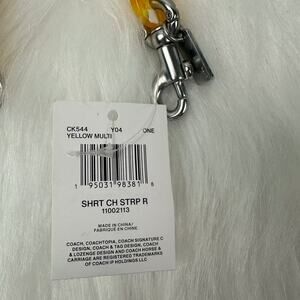 CK544 Y04 ONE
YELLOW MULTI
1 95031 98381 8
SHRT CH STRP R
11002113
MADE IN CHINA/
FABRIQUÉ EN CHINE
COACH, COACHTOPIA, COACH SIGNATURE C
DESIGN, COACH & TAG DESIGN, COACH
& LOZENGE DESIGN AND COACH HORSE &
CARRIAGE ARE REGISTERED TRADEMARKS
OF COACH IP HOLDINGS LLC